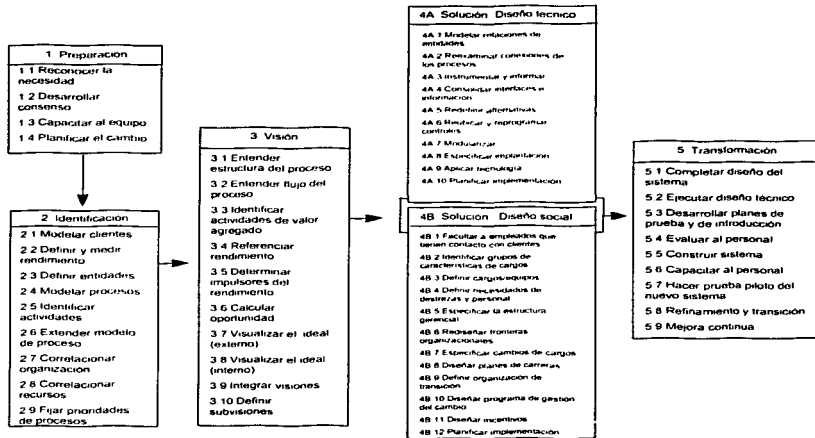 1 Preparación
1 1 Reconocer la
necesidad
1 2 Desarrollar
consenso
1 3 Capacitar al equipo
1 4 Planificar el cambio
2 Identificación
2 1 Modelar clientes
2 2 Definir y medir
rendimiento
2 3 Definir entidades
2 4 Modelar procesos
2 5 Identificar
actividades
2 6 Extender modelo
de proceso
2 7 Correlacionar
organización
2 8 Correlacionar
recursos
2 9 Fijar prioridades
de procesos
3 Visión
3 1 Entender
estructura del proceso
3 2 Entender flujo del
proceso
3 3 Identificar
actividades de valor
agregado
3 4 Referenciar
rendimiento
3 5 Determinar
impulsores del
rendimiento
3 6 Calcular
oportunidad
3 7 Visualizar el ideal
(externo)
3 8 Visualizar el ideal
(interno)
3 9 Integrar visiones
3 10 Definir
subvisiones
4A Solución Diseño técnico
4A 1 Modelar relaciones de
entidades
4A 2 Reexaminar conexiones de
los procesos
4A 3 Instrumentar y informar
4A 4 Consolidar interfaces e
información
4A 5 Redefinir alternativas
4A 6 Reubicar y reprogramar
controles
4A 7 Modularizar
4A 8 Especificar implantación
4A 9 Aplicar tecnología
4A 10 Planificar implementación
4B Solución Diseño social
4B 1 Facultar a empleados que
tienen contacto con clientes
4B 2 Identificar grupos de
características de cargos
4B 3 Definir cargos/equipos
4B 4 Definir necesidades de
destrezas y personal
4B 5 Especificar la estructura
gerencial
4B 6 Rediseñar fronteras
organizacionales
4B 7 Especificar cambios de cargos
4B 8 Diseñar planes de carreras
4B 9 Definir organización de
transición
4B 10 Diseñar programa de gestión
del cambio
4B 11 Diseñar incentivos
4B 12 Planificar implementación
5 Transformación
5 1 Completar diseño del
sistema
5 2 Ejecutar diseño técnico
5 3 Desarrollar planes de
prueba y de introducción
5 4 Evaluar al personal
5 5 Construir sistema
5 6 Capacitar al personal
5 7 Hacer prueba piloto del
nuevo sistema
5 8 Refinamiento y transición
5 9 Mejora continua